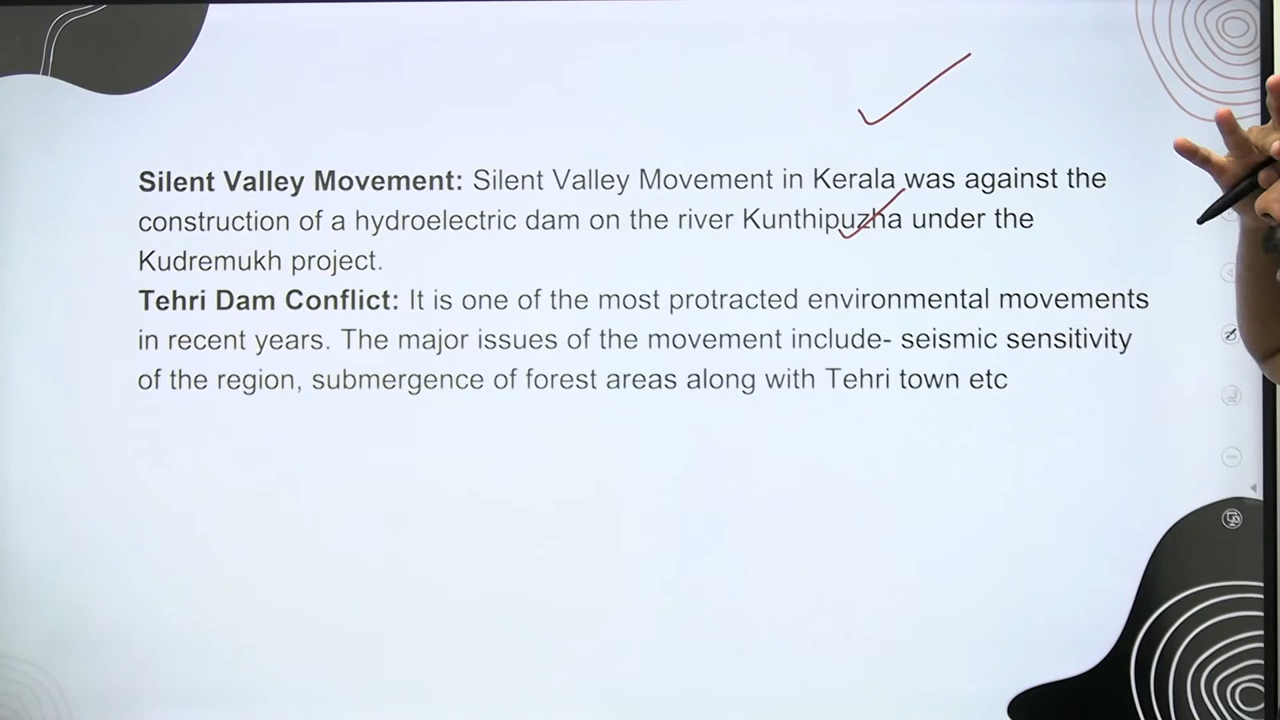 Silent Valley Movement: Silent Valley Movement in Kerala was against the
construction of a hydroelectric dam on the river Kunthipuzha under the
Kudremukh project.
Tehri Dam Conflict: It is one of the most protracted environmental movements
in recent years. The major issues of the movement include- seismic sensitivity
of the region, submergence of forest areas along with Tehri town etc